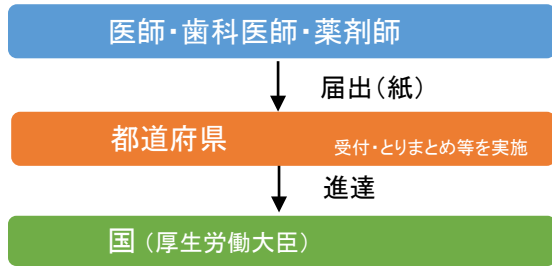 医師・歯科医師・薬剤師
届出（紙）
都道府県 受付・とりまとめ等を実施
進達
国（厚生労働大臣）